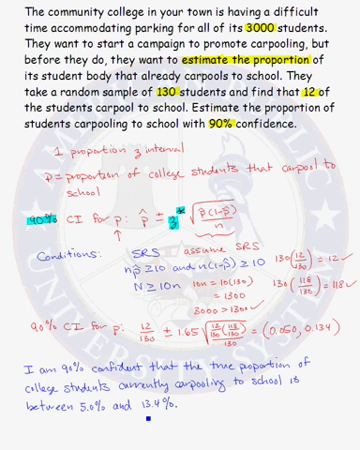 The community college in your town is having a difficult
time accommodating parking for all of its 3000 students.
They want to start a campaign to promote carpooling, but
before they do, they want to estimate the proportion of
its student body that already carpools to school. They
take a random sample of 130 students and find that 12 of
the students carpool to school. Estimate the proportion of
students carpooling to school with 90% confidence.
1 proportion z interval
p = proportion of college students that carpool to
school
90% CI for p: p̂ ± z* √(p̂(1-p̂)/n)
Conditions: SRS assume SRS
np̂ ≥ 10 and n(1-p̂) ≥ 10 130(12/130) = 12 ✓
N ≥ 10n 10n = 10(130) 130(118/130) = 118 ✓
= 1300
3000 > 1300 ✓
90% CI for p: 12/130 ± 1.65 √((12/130)(118/130)/130) = (0.050, 0.134)
I am 90% confident that the true proportion of
college students currently carpooling to school is
between 5.0% and 13.4%.